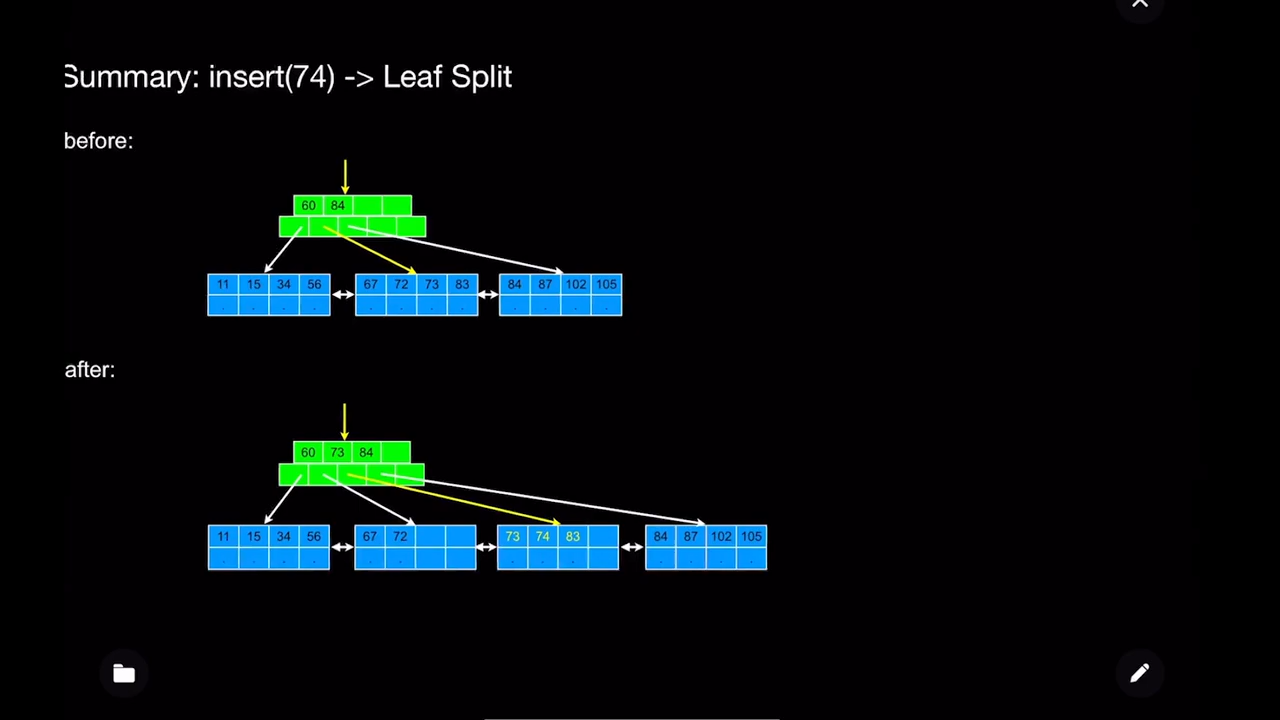 Summary: insert(74) -> Leaf Split
before:
60 84
11 15 34 56 67 72 73 83 84 87 102 105
after:
60 73 84
11 15 34 56 67 72 73 74 83 84 87 102 105